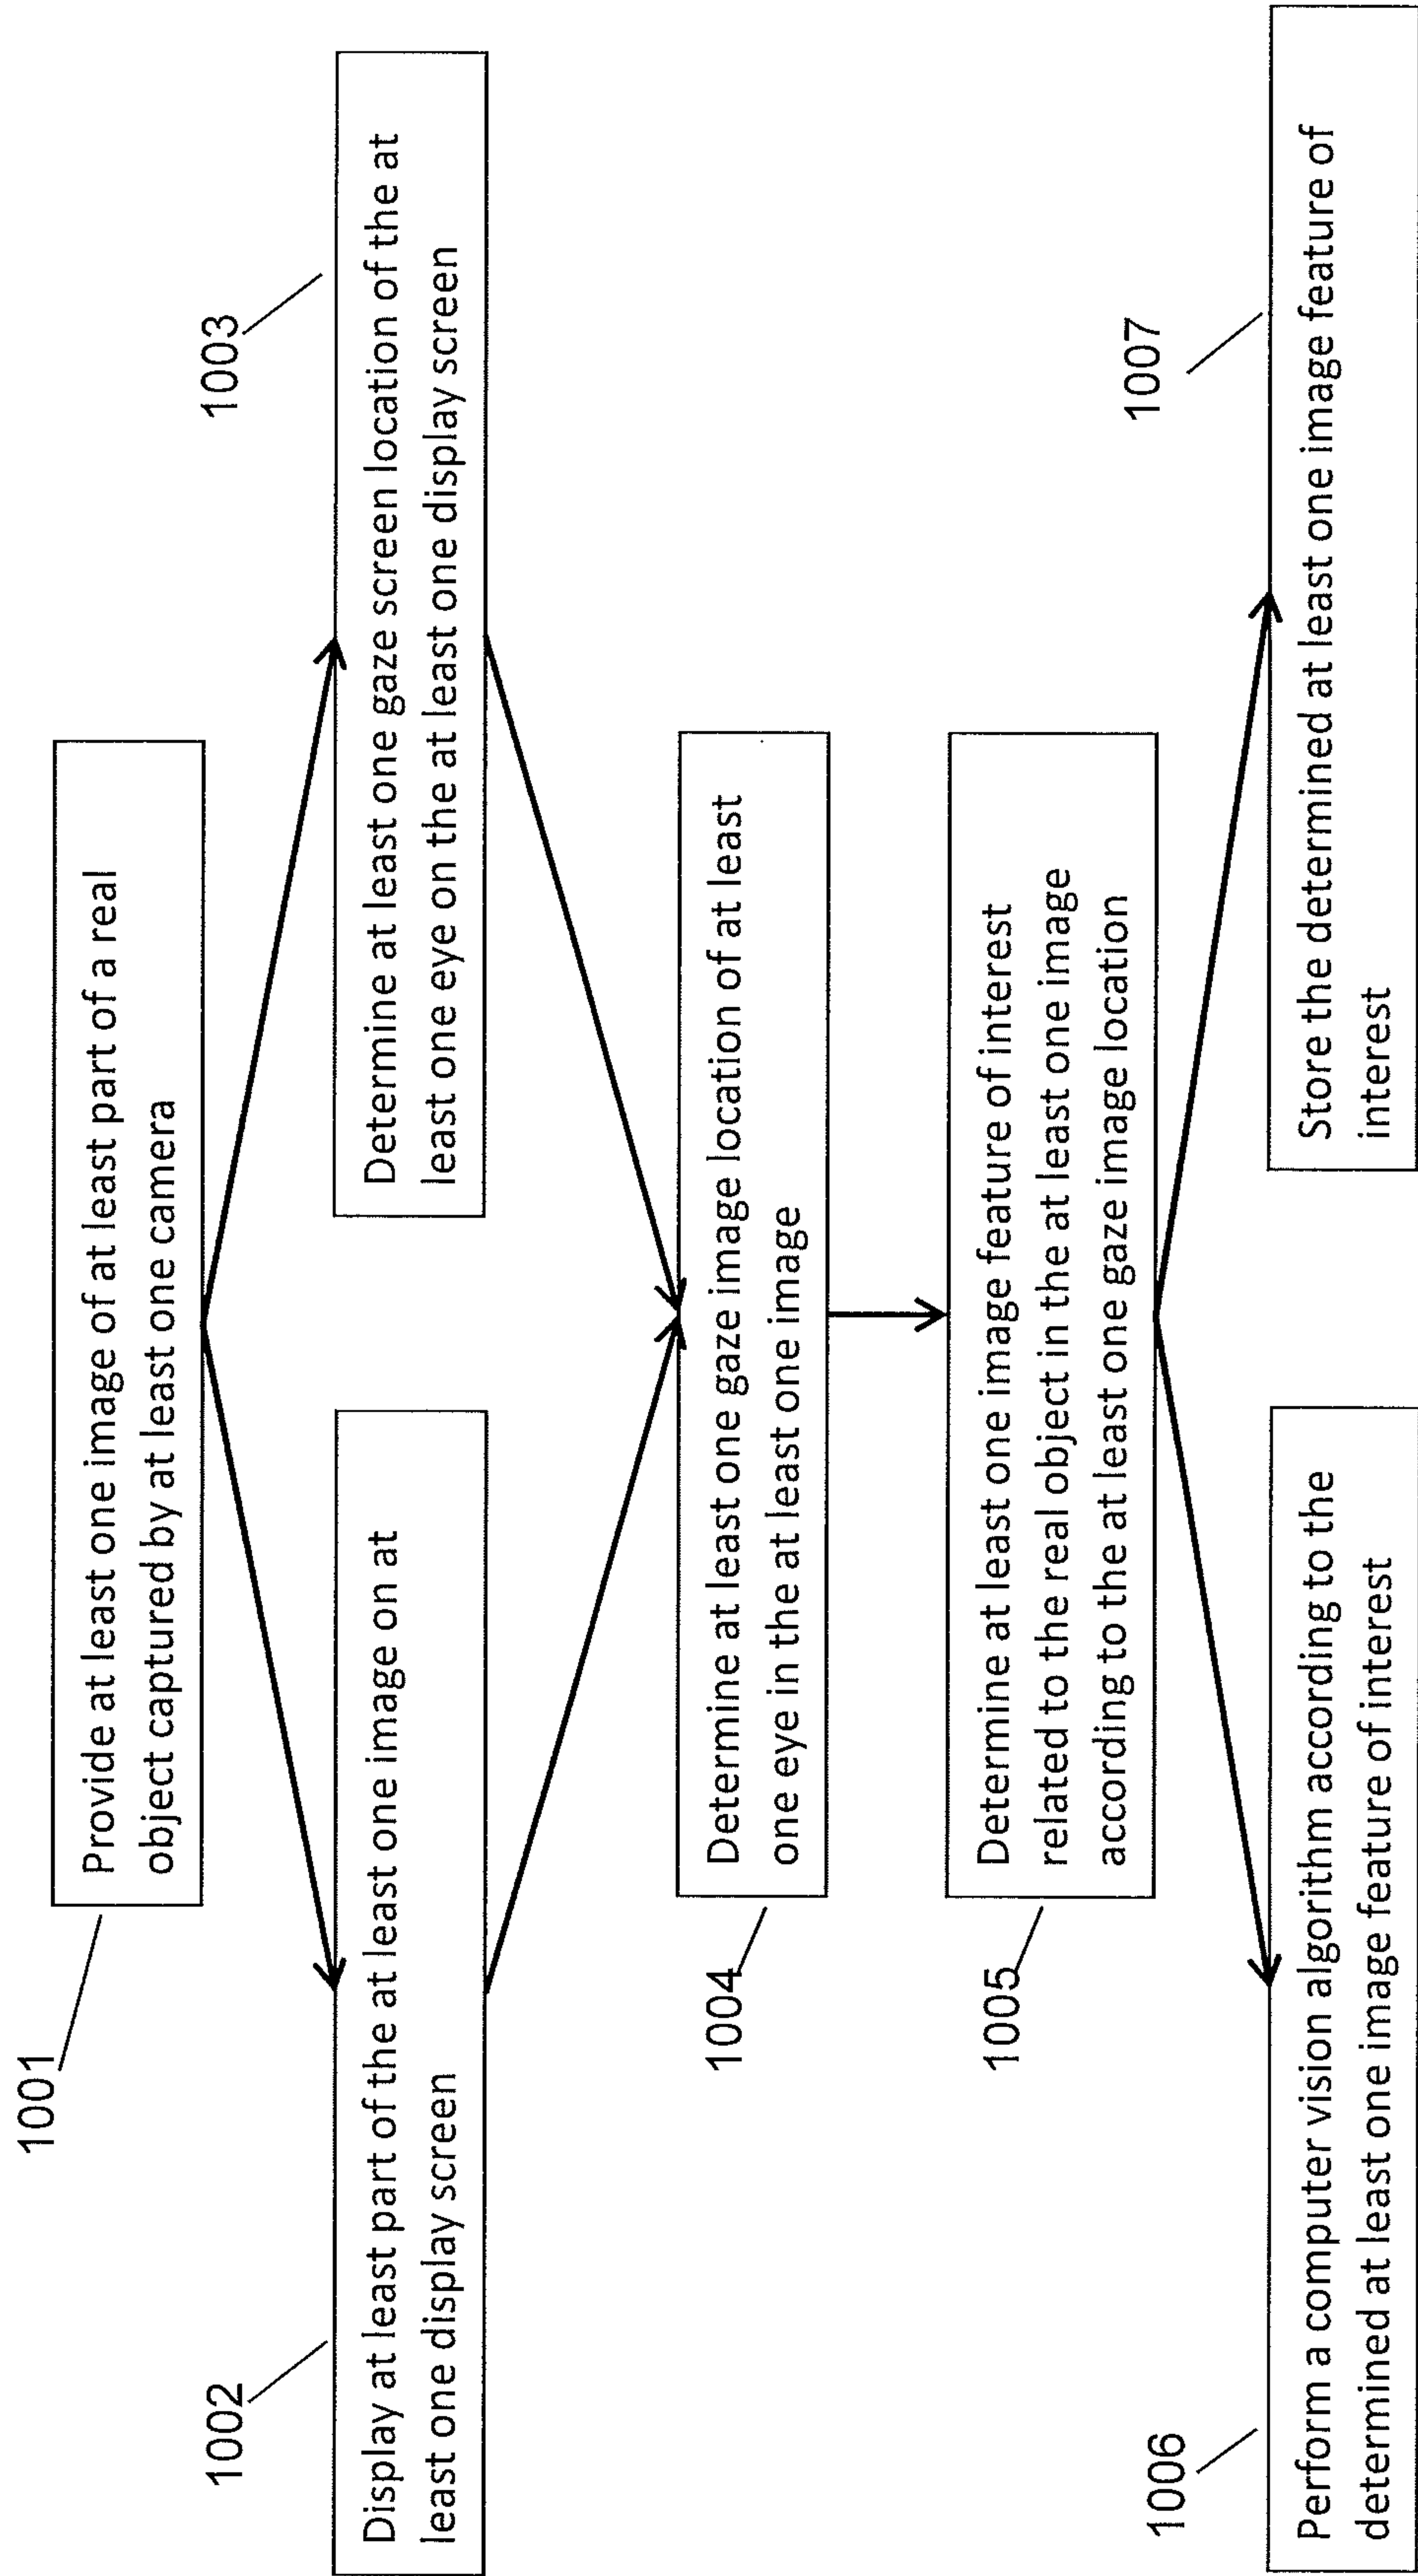 1001
Provide at least one image of at least part of a real
object captured by at least one camera
1002
Display at least part of the at least one image on at
least one display screen
1003
Determine at least one gaze screen location of the at
least one eye on the at least one display screen
1004
Determine at least one gaze image location of at least
one eye in the at least one image
1005
Determine at least one image feature of interest
related to the real object in the at least one image
according to the at least one gaze image location
1006
Perform a computer vision algorithm according to the
determined at least one image feature of interest
1007
Store the determined at least one image feature of
interest